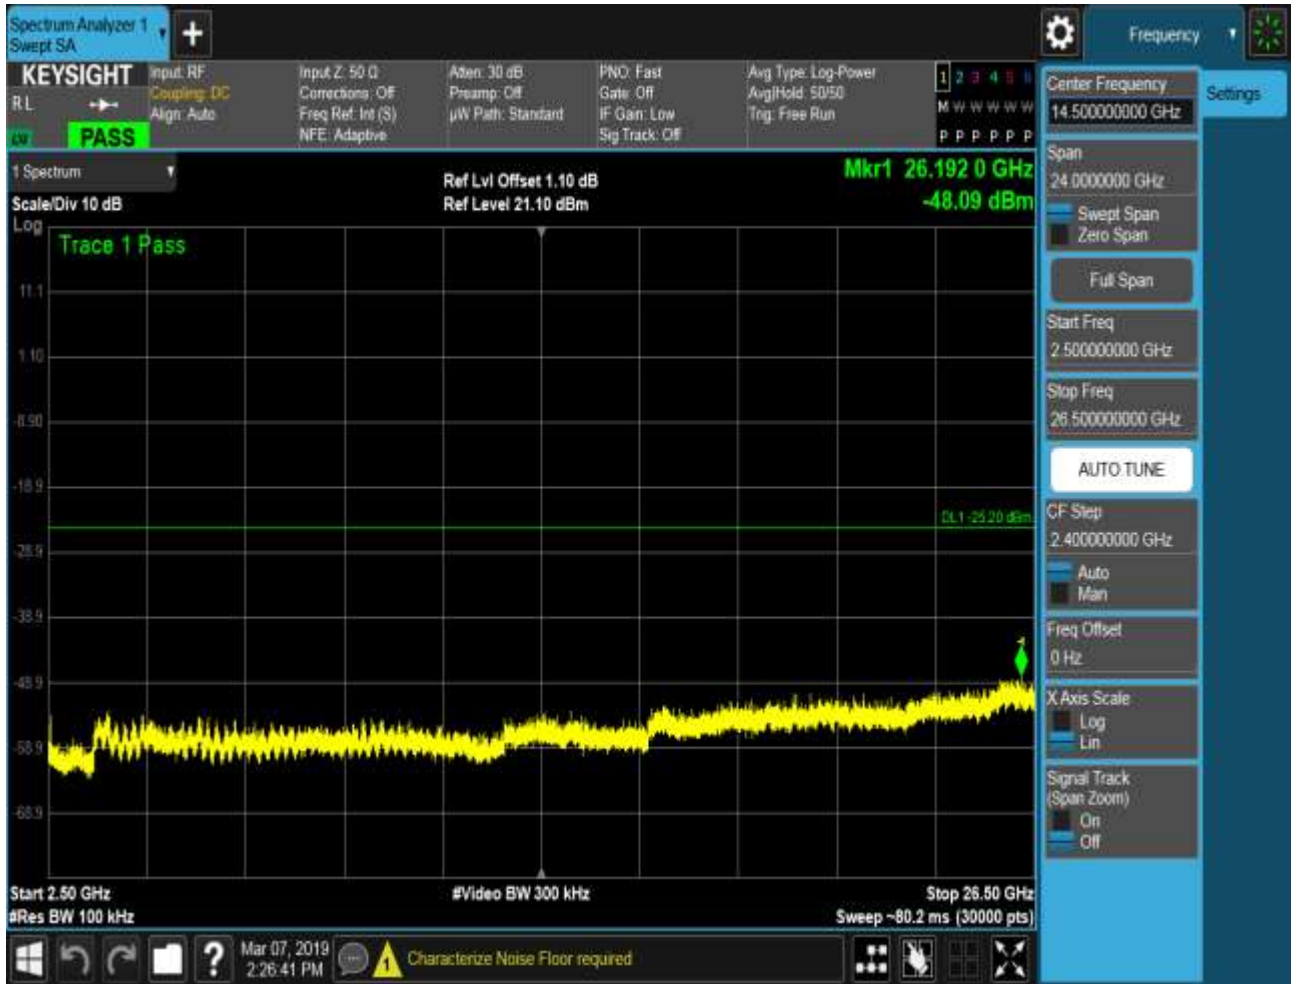 Spectrum Analyzer 1
Swept SA
+
Frequency
KEYSIGHT
Input: RF
Coupling: DC
Align: Auto
R L
PASS
Input Z: 50 Ω
Corrections: Off
Freq Ref: Int (S)
NFE: Adaptive
Atten: 30 dB
Preamp: Off
µW Path: Standard
PNO: Fast
Gate: Off
IF Gain: Low
Sig Track: Off
Avg Type: Log-Power
Avg|Hold: 50/50
Trig: Free Run
1 2 3 4 5 6
M W W W W W
P P P P P P
1 Spectrum
Scale/Div 10 dB
Log
Ref Lvl Offset 1.10 dB
Ref Level 21.10 dBm
Mkr1 26.192 0 GHz
-48.09 dBm
Trace 1 Pass
11.1
1.10
-8.90
-18.9
-28.9
-38.9
-48.9
-58.9
-68.9
DL1 -25.20 dBm
1
Start 2.50 GHz
#Res BW 100 kHz
#Video BW 300 kHz
Stop 26.50 GHz
Sweep ~80.2 ms (30000 pts)
Center Frequency
14.500000000 GHz
Settings
Span
24.0000000 GHz
Swept Span
Zero Span
Full Span
Start Freq
2.500000000 GHz
Stop Freq
26.500000000 GHz
AUTO TUNE
CF Step
2.400000000 GHz
Auto
Man
Freq Offset
0 Hz
X Axis Scale
Log
Lin
Signal Track
(Span Zoom)
On
Off
?
Mar 07, 2019
2:26:41 PM
1
Characterize Noise Floor required